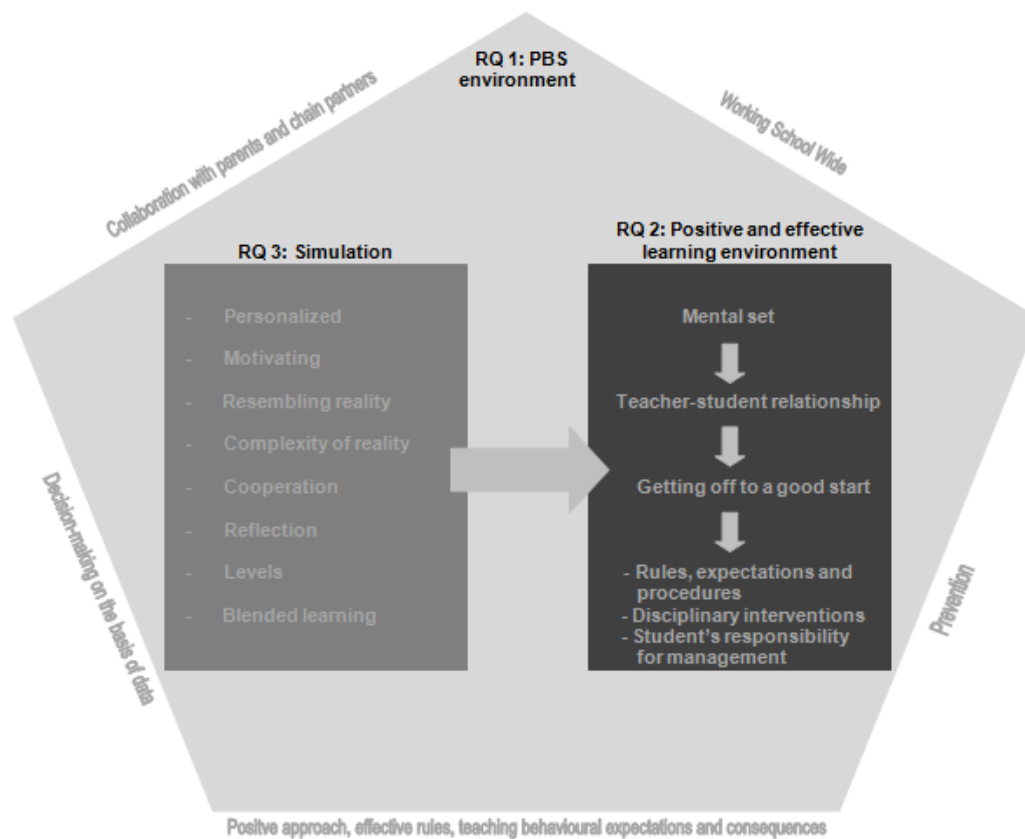 RQ 1: PBS
environment
Collaboration with parents and chain partners
Working School Wide
RQ 3: Simulation
- Personalized
- Motivating
- Resembling reality
- Complexity of reality
- Cooperation
- Reflection
- Levels
- Blended learning
RQ 2: Positive and effective
learning environment
Mental set
Teacher-student relationship
Getting off to a good start
- Rules, expectations and
procedures
- Disciplinary interventions
- Student's responsibility
for management
Decision-making on the basis of data
Prevention
Positve approach, effective rules, teaching behavioural expectations and consequences